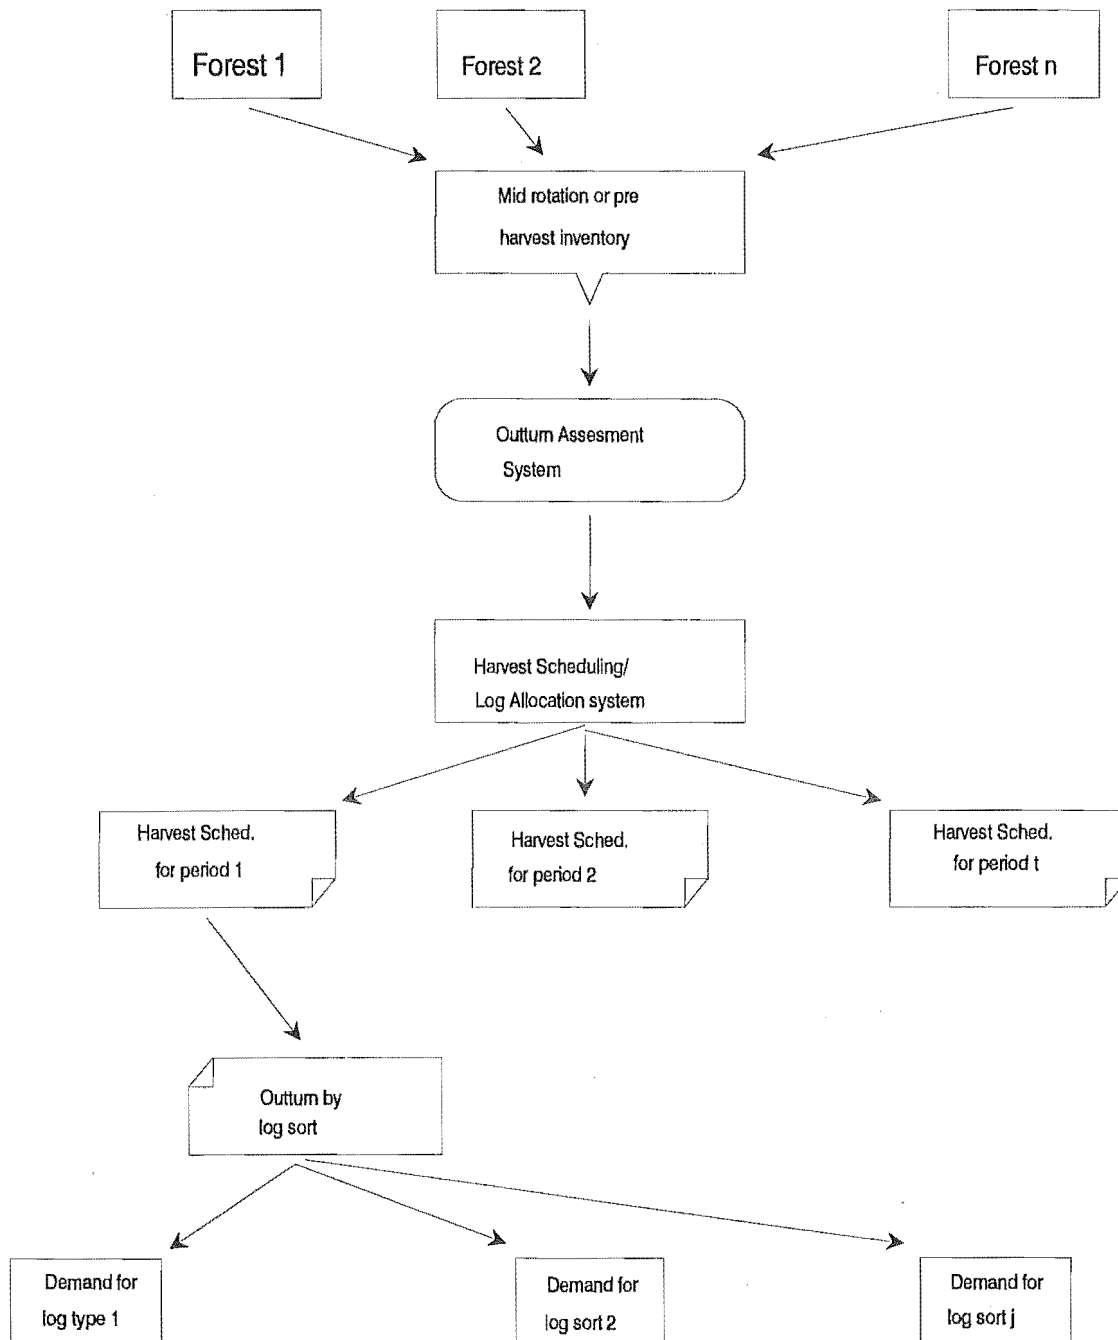 Forest 1
Forest 2
Forest n
Mid rotation or pre
harvest inventory
Outturn Assesment
System
Harvest Scheduling/
Log Allocation system
Harvest Sched.
for period 1
Harvest Sched.
for period 2
Harvest Sched.
for period t
Outturn by
log sort
Demand for
log type 1
Demand for
log sort 2
Demand for
log sort j